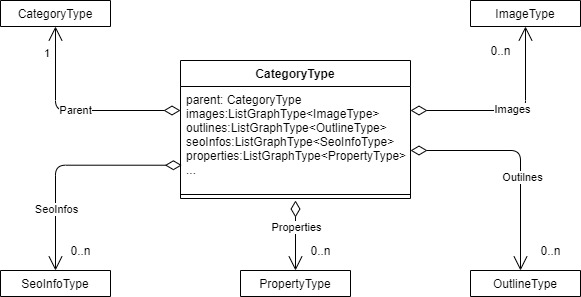 CategoryType
ImageType
1
0..n
CategoryType
Parent
Images
parent: CategoryType
images:ListGraphType<ImageType>
outlines:ListGraphType<OutlineType>
seoInfos:ListGraphType<SeoInfoType>
properties:ListGraphType<PropertyType>
...
Outilnes
SeoInfos
Properties
0..n
0..n
0..n
SeoInfoType
PropertyType
OutlineType